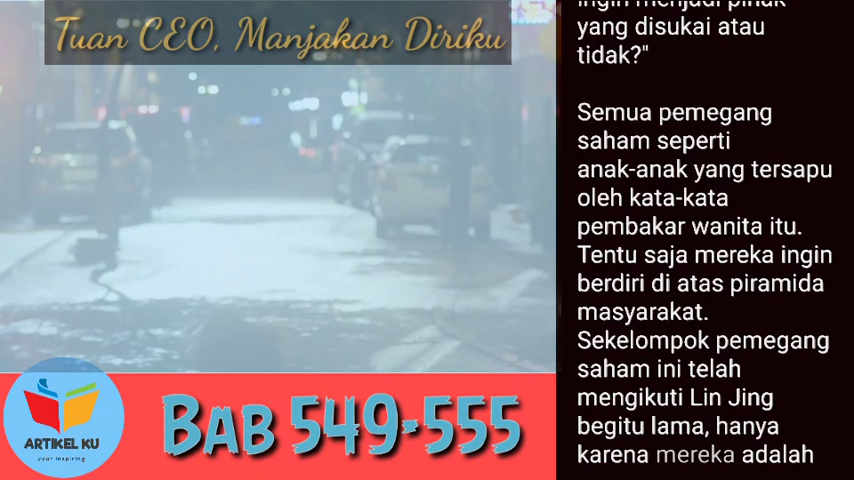 Tuan CEO, Manjakan Diriku
yang disukai atau
tidak?"
Semua pemegang
saham seperti
anak-anak yang tersapu
oleh kata-kata
pembakar wanita itu.
Tentu saja mereka ingin
berdiri di atas piramida
masyarakat.
Sekelompok pemegang
saham ini telah
mengikuti Lin Jing
begitu lama, hanya
karena mereka adalah
ARTIKEL KU
your inspiring
BAB 549-555